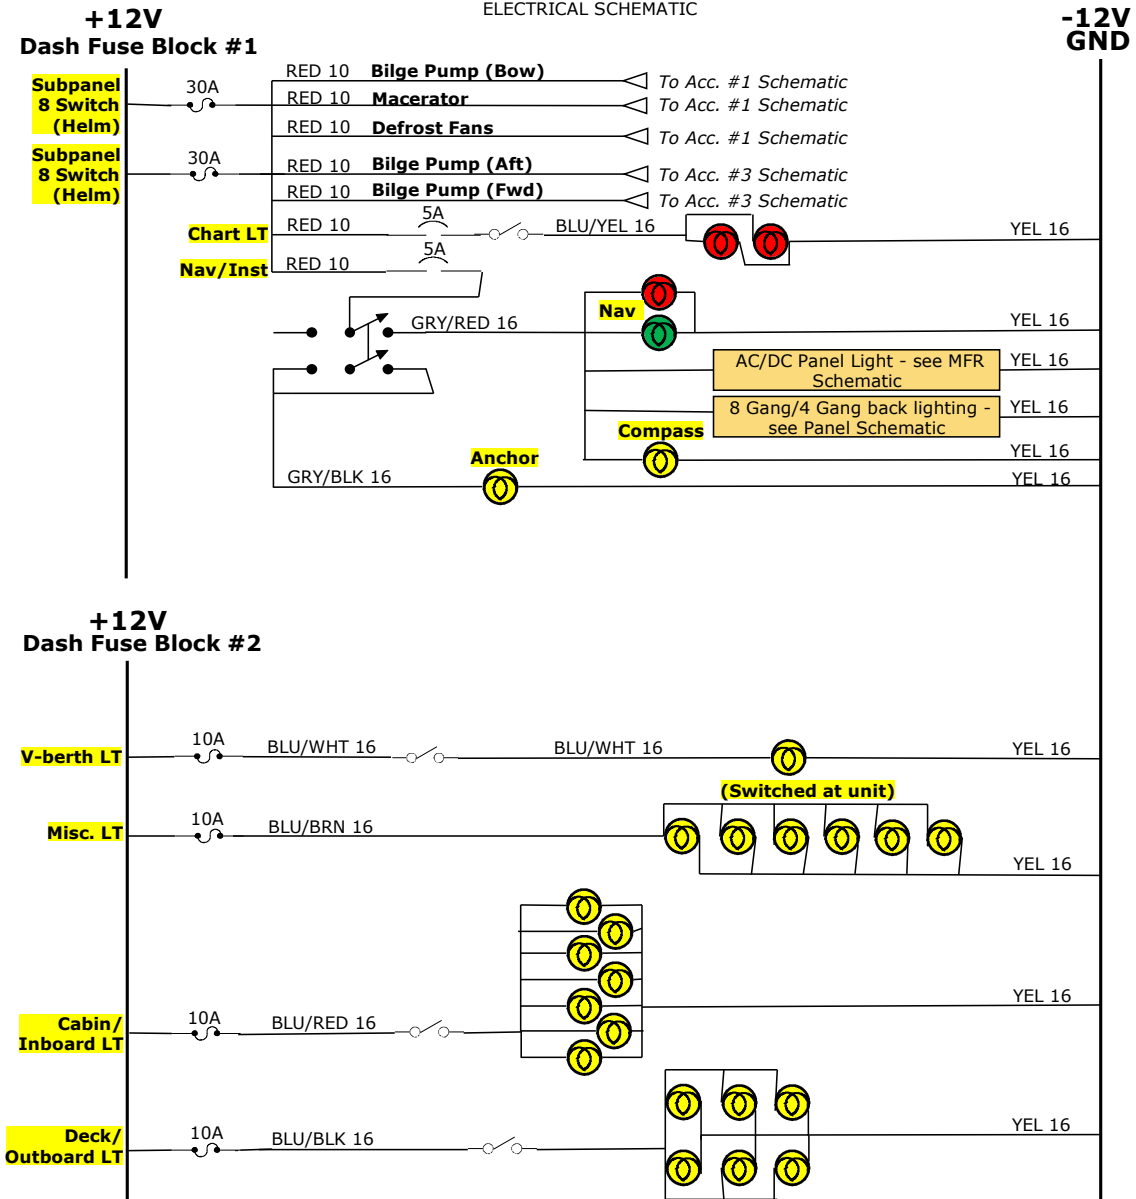 ELECTRICAL SCHEMATIC
+12V
Dash Fuse Block #1
-12V
GND
Subpanel
8 Switch
(Helm)
30A
RED 10 Bilge Pump (Bow) To Acc. #1 Schematic
RED 10 Macerator To Acc. #1 Schematic
RED 10 Defrost Fans To Acc. #1 Schematic
Subpanel
8 Switch
(Helm)
30A
RED 10 Bilge Pump (Aft) To Acc. #3 Schematic
RED 10 Bilge Pump (Fwd) To Acc. #3 Schematic
Chart LT RED 10 5A BLU/YEL 16 YEL 16
Nav/Inst RED 10 5A
Nav
GRY/RED 16 YEL 16
AC/DC Panel Light - see MFR
Schematic
YEL 16
8 Gang/4 Gang back lighting -
see Panel Schematic
YEL 16
Compass YEL 16
Anchor
GRY/BLK 16 YEL 16
+12V
Dash Fuse Block #2
V-berth LT 10A BLU/WHT 16 BLU/WHT 16 YEL 16
(Switched at unit)
Misc. LT 10A BLU/BRN 16 YEL 16
Cabin/
Inboard LT
10A BLU/RED 16 YEL 16
Deck/
Outboard LT
10A BLU/BLK 16 YEL 16